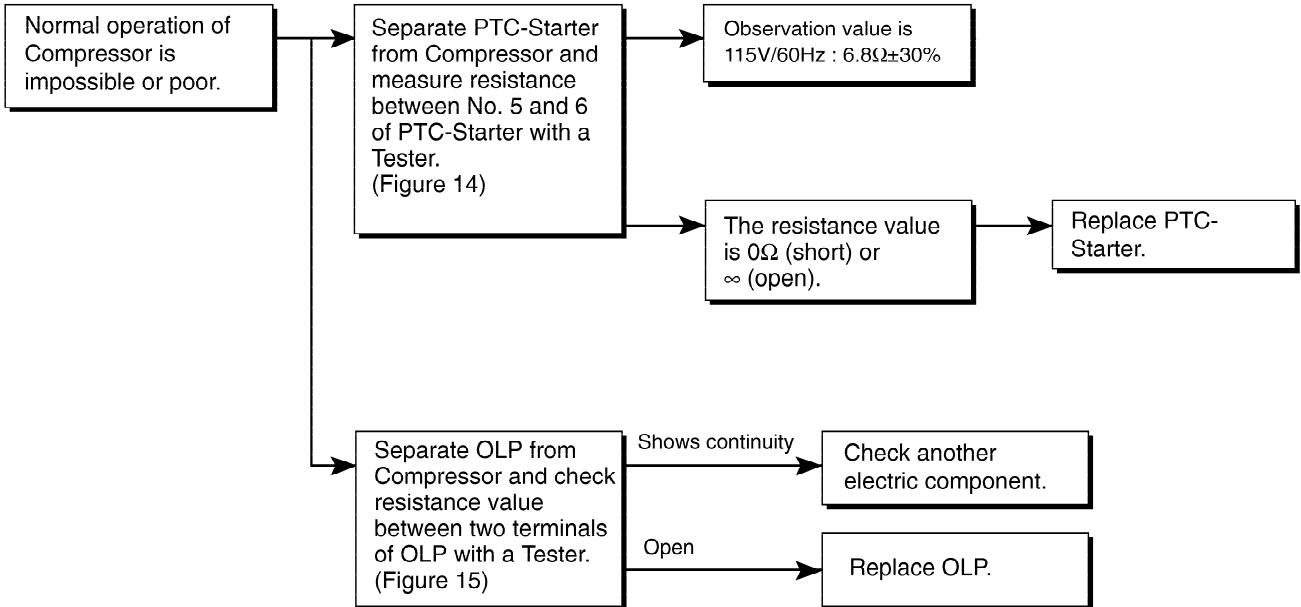 Normal operation of
Compressor is
impossible or poor.
Separate PTC-Starter
from Compressor and
measure resistance
between No. 5 and 6
of PTC-Starter with a
Tester.
(Figure 14)
Observation value is
115V/60Hz : 6.8Ω±30%
The resistance value
is 0Ω (short) or
∞ (open).
Replace PTC-
Starter.
Separate OLP from
Compressor and check
resistance value
between two terminals
of OLP with a Tester.
(Figure 15)
Shows continuity
Check another
electric component.
Open
Replace OLP.